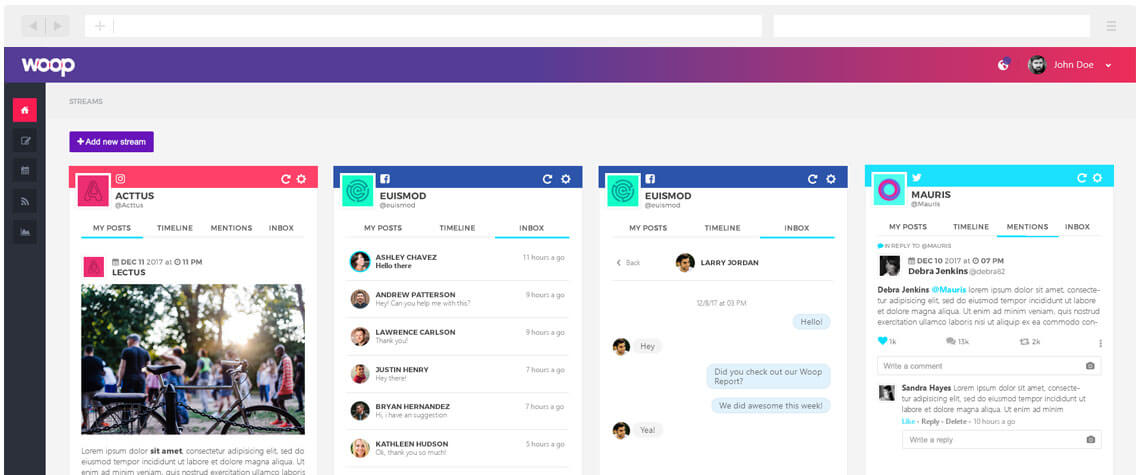 woop
John Doe
STREAMS
+ Add new stream
ACTTUS
@Acttus
MY POSTS TIMELINE MENTIONS INBOX
DEC 11 2017 at 11 PM
LECTUS
Lorem ipsum dolor sit amet, consectetur adipisicing elit, sed do
eiusmod tempor incididunt ut labore et dolore magna aliqua. Ut
enim ad minim veniam, quis nostrud exercitation ullamco laboris
EUISMOD
@euismod
MY POSTS TIMELINE INBOX
ASHLEY CHAVEZ 11 hours a go
Hello there
ANDREW PATTERSON 9 hours a go
Hey! Can you help me with this?
LAWRENCE CARLSON 9 hours a go
Thank you!
JUSTIN HENRY 7 hours a go
Hey there!
BRYAN HERNANDEZ 7 hours a go
Hi, i have an suggestion
KATHLEEN HUDSON 5 hours a go
Ok, thank you so much!
EUISMOD
@euismod
MY POSTS TIMELINE INBOX
Back LARRY JORDAN
12/8/17 at 03 PM
Hello!
Hey
Did you check out our Woop
Report?
We did awesome this week!
Yea!
MAURIS
@Mauris
MY POSTS TIMELINE MENTIONS INBOX
IN REPLY TO @MAURIS
DEC 10 2017 at 07 PM
Debra Jenkins @debra82
Debra Jenkins @Mauris lorem ipsum dolor sit amet, consecte-
tur adipisicing elit, sed do eiusmod tempor incididunt ut labore
et dolore magna aliqua. Ut enim ad minim veniam, quis nostrud
exercitation ullamco laboris nisi ut aliquip ex ea commodo con-
1k 13k 2k
Write a comment
Sandra Hayes Lorem ipsum dolor sit amet, consecte-
tur adipisicing elit, sed do eiusmod tempor incididunt ut
labore et dolore magna aliqua. Ut enim ad minim
Like • Reply • Delete • 10 hours a go
Write a reply